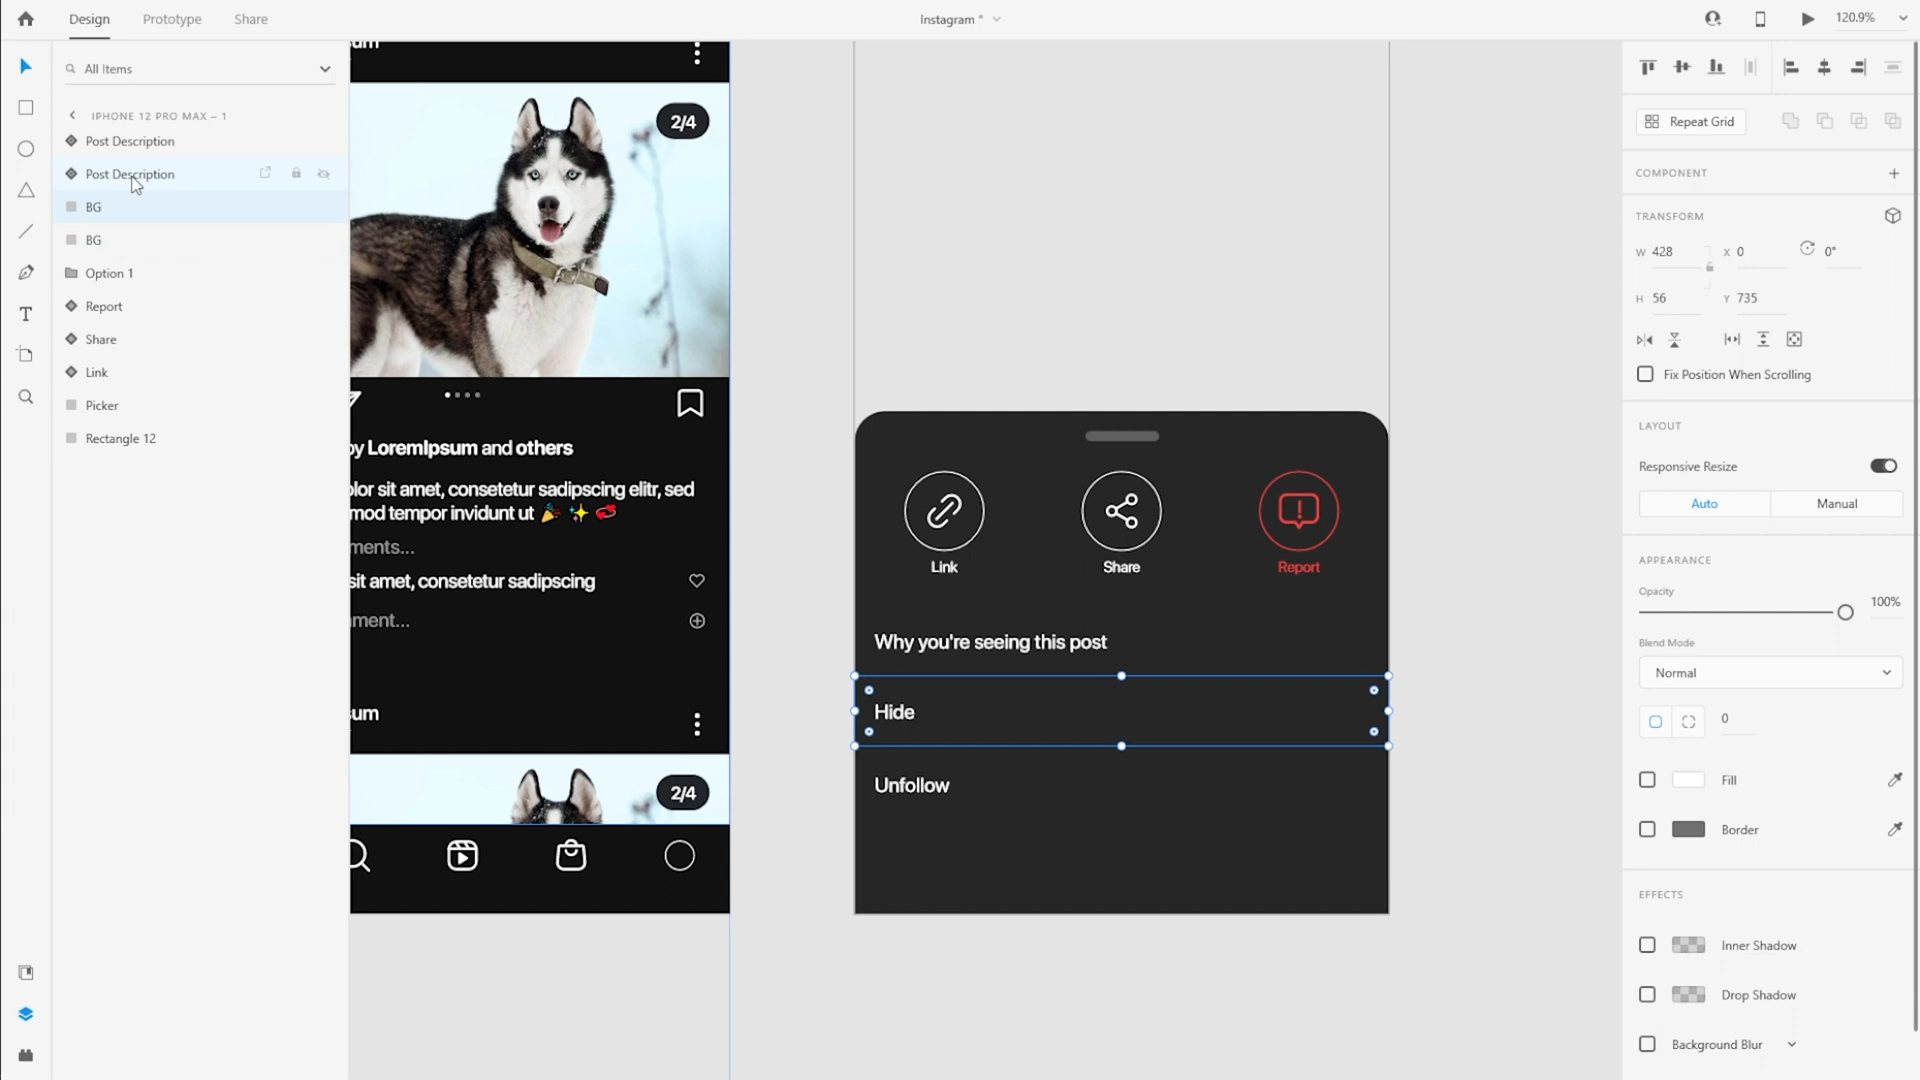 Design
Prototype
Share
Instagram *
120.9%
All Items
IPHONE 12 PRO MAX – 1
Post Description
Post Description
BG
BG
Option 1
Report
Share
Link
Picker
Rectangle 12
2/4
by LoremIpsum and others
olor sit amet, consetetur sadipscing elitr, sed
mod tempor invidunt ut 🎉 ✨ 💞
ments...
sit amet, consetetur sadipscing
ment...
sum
2/4
Link
Share
Report
Why you're seeing this post
Hide
Unfollow
Repeat Grid
COMPONENT
TRANSFORM
W 428
X 0
0°
H 56
Y 735
Fix Position When Scrolling
LAYOUT
Responsive Resize
Auto
Manual
APPEARANCE
Opacity
100%
Blend Mode
Normal
0
Fill
Border
EFFECTS
Inner Shadow
Drop Shadow
Background Blur